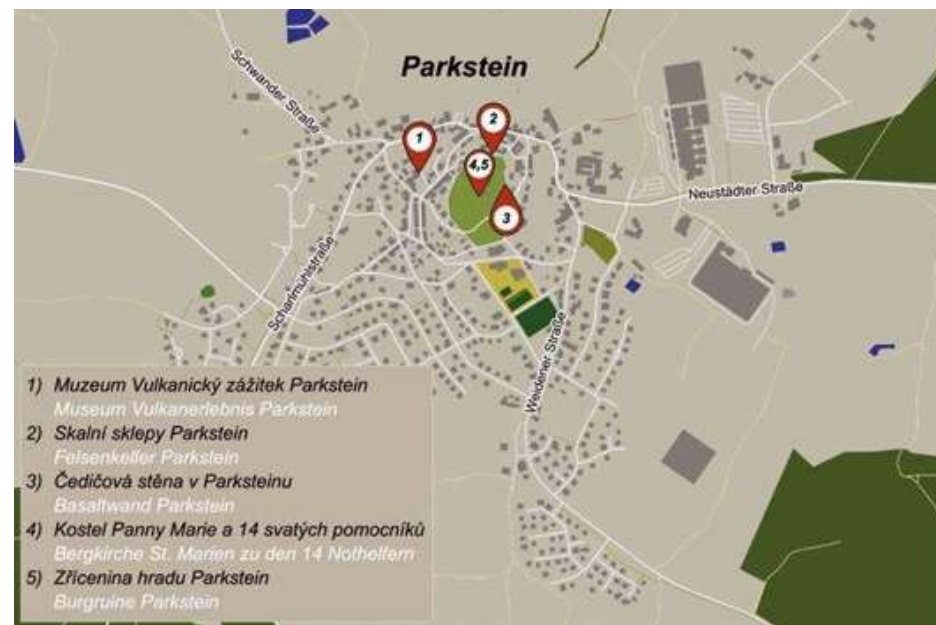 Parkstein
Schwander Straße
1
2
4,5
3
Neustädter Straße
Scharlmühlstraße
Weidener Straße
1) Muzeum Vulkanický zážitek Parkstein
Museum Vulkanerlebnis Parkstein
2) Skalní sklepy Parkstein
Felsenkeller Parkstein
3) Čedičová stěna v Parksteinu
Basaltwand Parkstein
4) Kostel Panny Marie a 14 svatých pomocníků
Bergkirche St. Marien zu den 14 Nothelfern
5) Zřícenina hradu Parkstein
Burgruine Parkstein